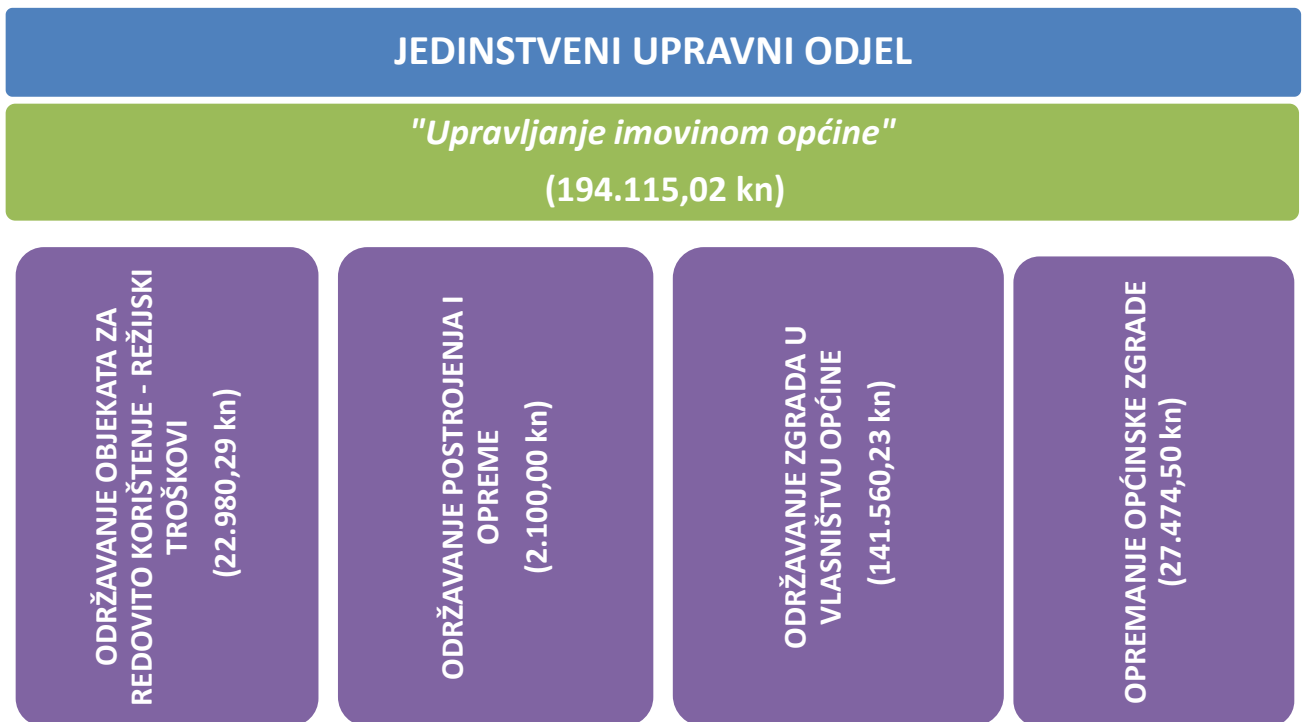 JEDINSTVENI UPRAVNI ODJEL
"Upravljanje imovinom općine"
(194.115,02 kn)
ODRŽAVANJE OBJEKATA ZA
REDOVITO KORIŠTENJE - REŽIJSKI
TROŠKOVI
(22.980,29 kn)
ODRŽAVANJE POSTROJENJA I
OPREME
(2.100,00 kn)
ODRŽAVANJE ZGRADA U
VLASNIŠTVU OPĆINE
(141.560,23 kn)
OPREMANJE OPĆINSKE ZGRADE
(27.474,50 kn)